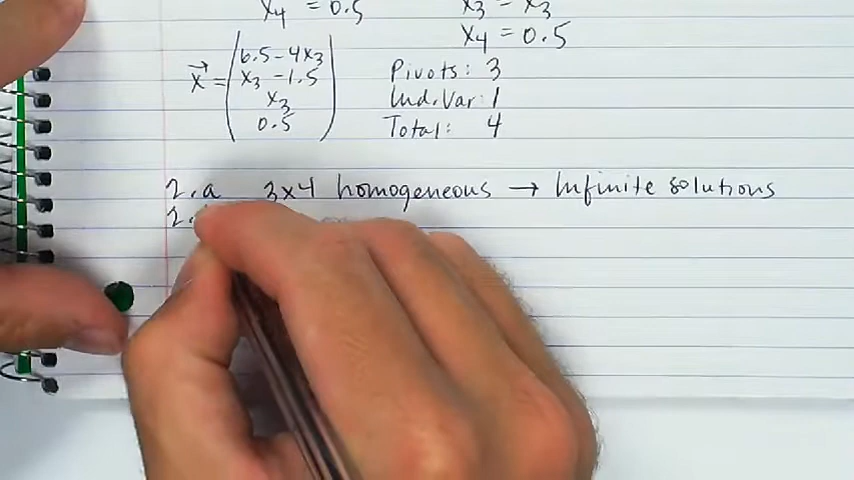 x₄ = 0.5
x₃ = x₃
x₄ = 0.5
x⃗ = (6.5 - 4x₃
x₃ - 1.5
x₃
0.5)
Pivots: 3
Ind. Var: 1
Total: 4
2.a 3x4 homogeneous → Infinite solutions
2.